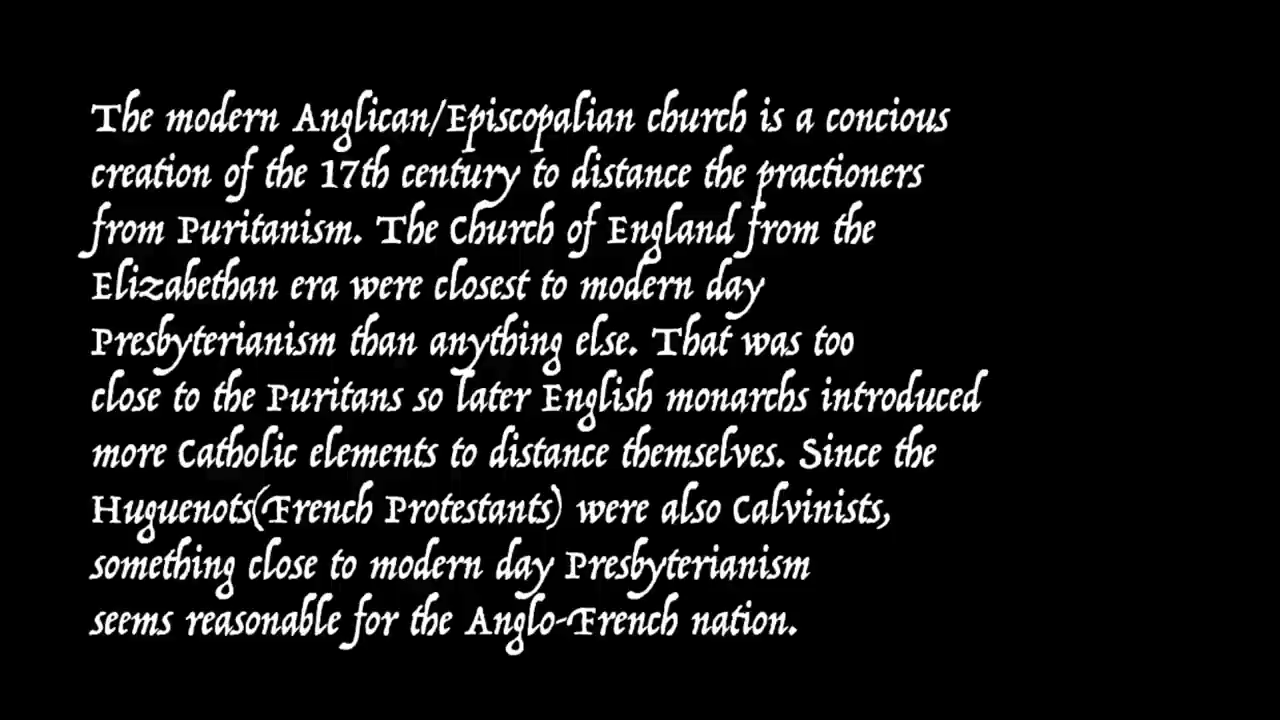 The modern Anglican/Episcopalian church is a concious
creation of the 17th century to distance the practioners
from Puritanism. The Church of England from the
Elizabethan era were closest to modern day
Presbyterianism than anything else. That was too
close to the Puritans so later English monarchs introduced
more Catholic elements to distance themselves. Since the
Huguenots(French Protestants) were also Calvinists,
something close to modern day Presbyterianism
seems reasonable for the Anglo-French nation.